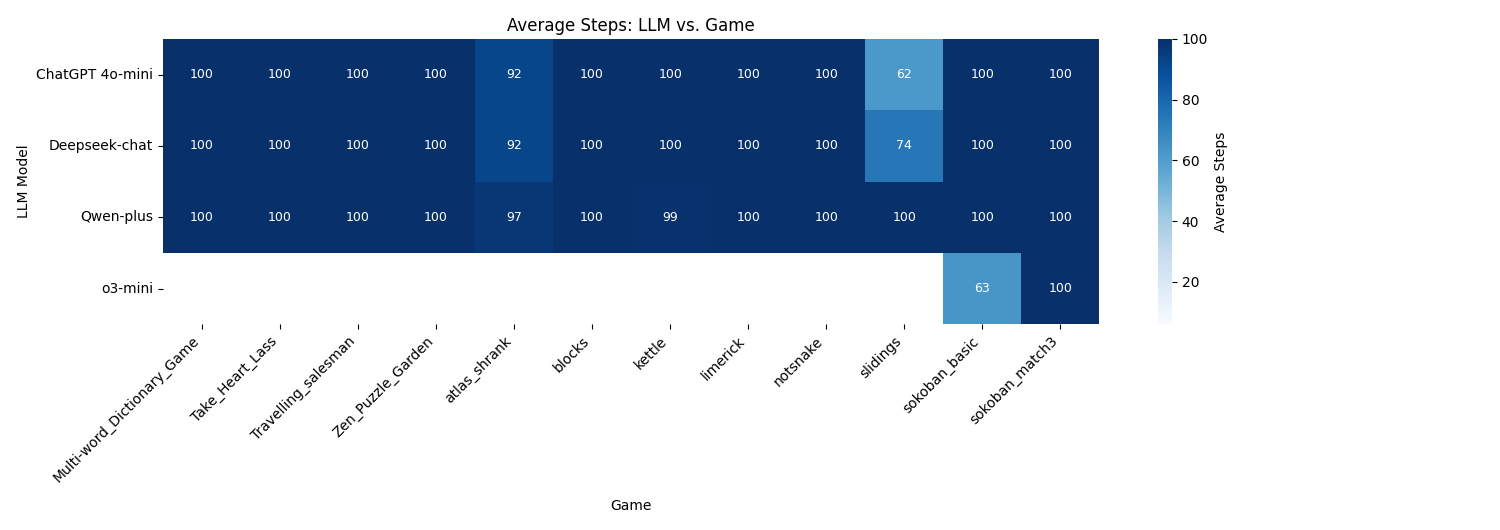 Average Steps: LLM vs. Game
LLM Model
ChatGPT 4o-mini 100 100 100 100 92 100 100 100 100 62 100 100
Deepseek-chat 100 100 100 100 92 100 100 100 100 74 100 100
Qwen-plus 100 100 100 100 97 100 99 100 100 100 100 100
o3-mini 63 100
Multi-word_Dictionary_Game
Take_Heart_Lass
Travelling_salesman
Zen_Puzzle_Garden
atlas_shrank
blocks
kettle
limerick
notsnake
slidings
sokoban_basic
sokoban_match3
Game
100
80
60
40
20
Average Steps